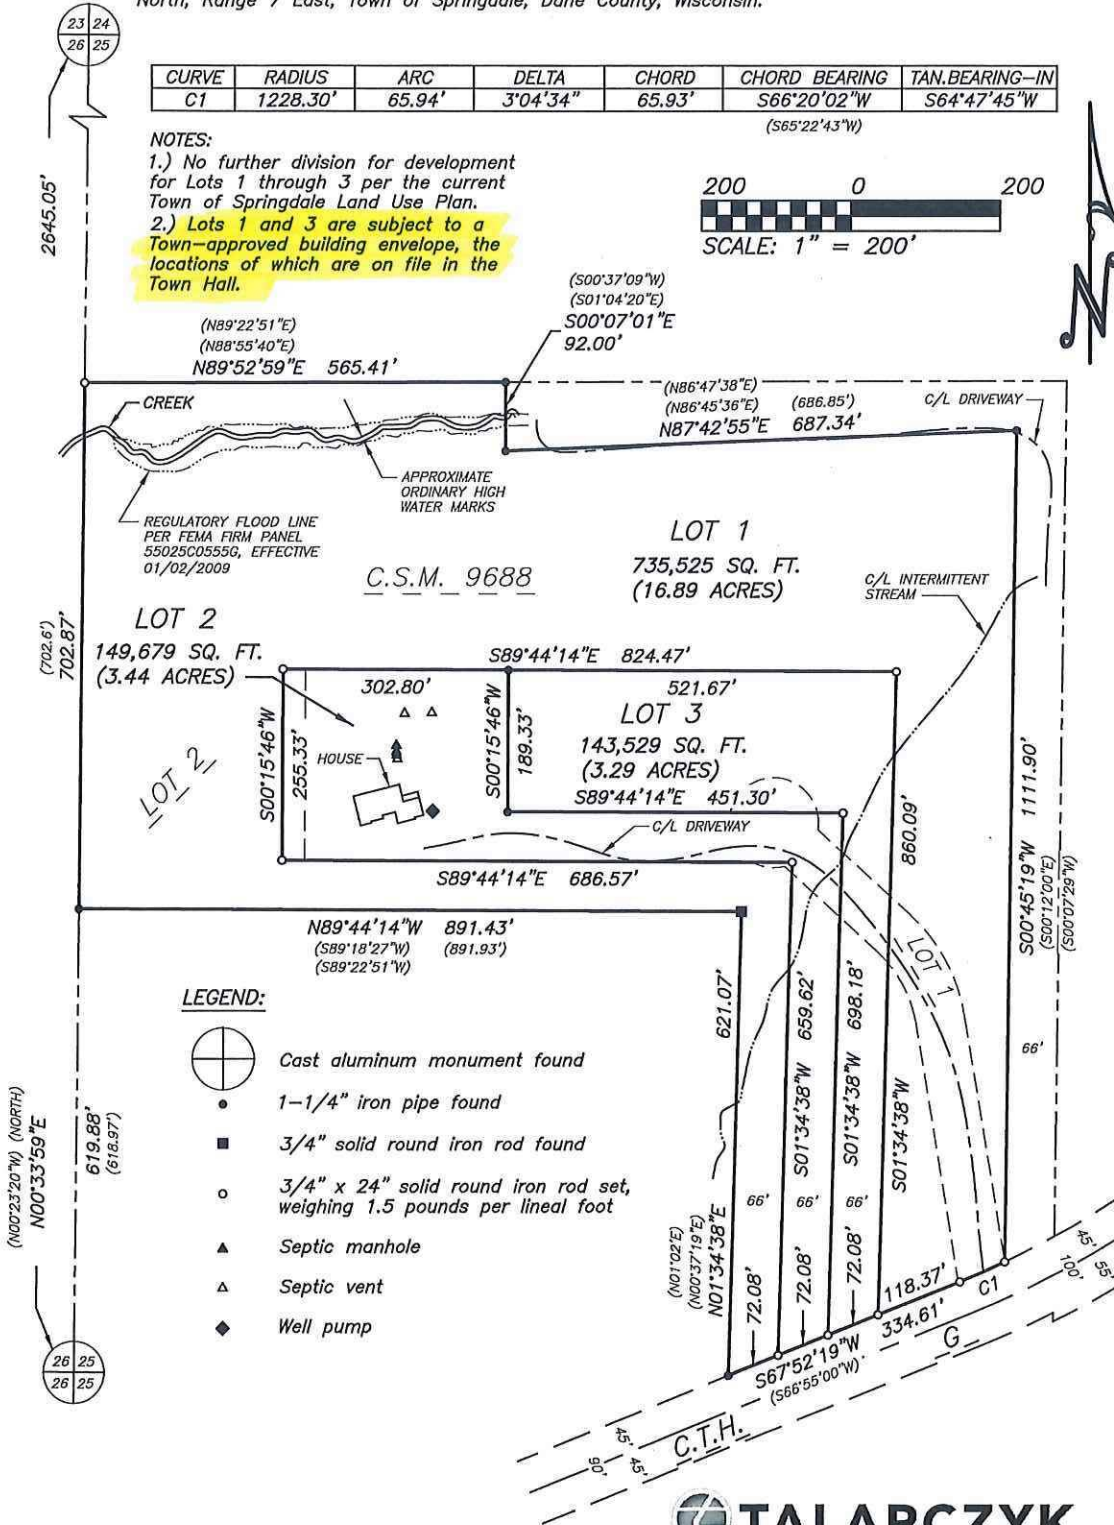 North, Range 7 East, Town of Springdale, Dane County, Wisconsin.
23 24
26 25
CURVE RADIUS ARC DELTA CHORD CHORD BEARING TAN.BEARING-IN
C1 1228.30' 65.94' 3°04'34" 65.93' S66°20'02"W S64°47'45"W
(S65°22'43"W)
NOTES:
1.) No further division for development
for Lots 1 through 3 per the current
Town of Springdale Land Use Plan.
2.) Lots 1 and 3 are subject to a
Town-approved building envelope, the
locations of which are on file in the
Town Hall.
200 0 200
SCALE: 1" = 200'
N
2645.05'
(S00°37'09"W)
(S01°04'20"E)
S00°07'01"E
92.00'
(N89°22'51"E)
(N88°55'40"E)
N89°52'59"E 565.41'
(N86°47'38"E)
(N86°45'36"E) (686.85')
N87°42'55"E 687.34'
C/L DRIVEWAY
CREEK
APPROXIMATE
ORDINARY HIGH
WATER MARKS
REGULATORY FLOOD LINE
PER FEMA FIRM PANEL
55025C0555G, EFFECTIVE
01/02/2009
LOT 1
735,525 SQ. FT.
(16.89 ACRES)
C.S.M. 9688
C/L INTERMITTENT
STREAM
LOT 2
149,679 SQ. FT.
(3.44 ACRES)
(702.6')
702.87'
S89°44'14"E 824.47'
302.80'
521.67'
LOT 3
143,529 SQ. FT.
(3.29 ACRES)
S00°15'46"W
255.33'
S00°15'46"W
189.33'
LOT 2
HOUSE
S89°44'14"E 451.30'
C/L DRIVEWAY
860.09'
S00°45'19"W 1111.90'
(S00°12'00"E)
(S00°07'29"W)
S89°44'14"E 686.57'
N89°44'14"W 891.43'
(S89°18'27"W) (891.93')
(S89°22'51"W)
LOT 1
621.07'
659.62'
698.18'
66'
LEGEND:
Cast aluminum monument found
1-1/4" iron pipe found
3/4" solid round iron rod found
3/4" x 24" solid round iron rod set,
weighing 1.5 pounds per lineal foot
Septic manhole
Septic vent
Well pump
(N00°23'20"W) (NORTH)
N00°33'59"E
619.88'
(618.97')
(N01°02'E)
(N00°37'19"E)
N01°34'38"E
S01°34'38"W
S01°34'38"W
S01°34'38"W
66'
66'
66'
72.08'
72.08'
72.08'
118.37'
C1
334.61'
S67°52'19"W
(S66°55'00"W)
G
C.T.H.
45'
55'
100'
45'
45'
90'
26 25
26 25
TALARCZYK